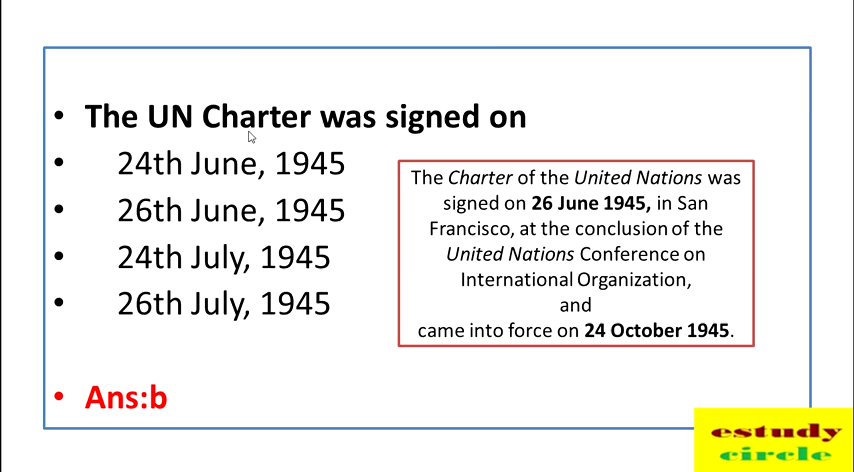 • The UN Charter was signed on
• 24th June, 1945
• 26th June, 1945
• 24th July, 1945
• 26th July, 1945
The Charter of the United Nations was
signed on 26 June 1945, in San
Francisco, at the conclusion of the
United Nations Conference on
International Organization,
and
came into force on 24 October 1945.
• Ans:b
estudy
circle